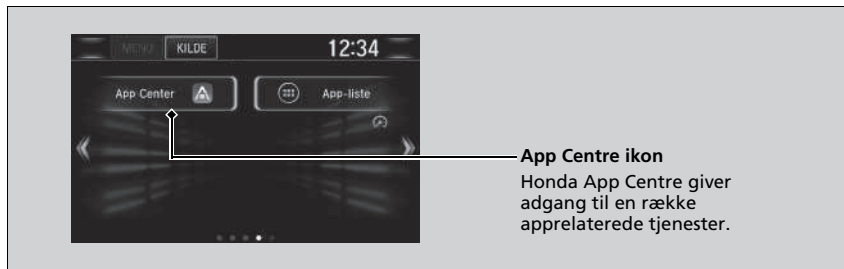 MENU KILDE 12:34
App Center App-liste
App Centre ikon
Honda App Centre giver
adgang til en række
apprelaterede tjenester.